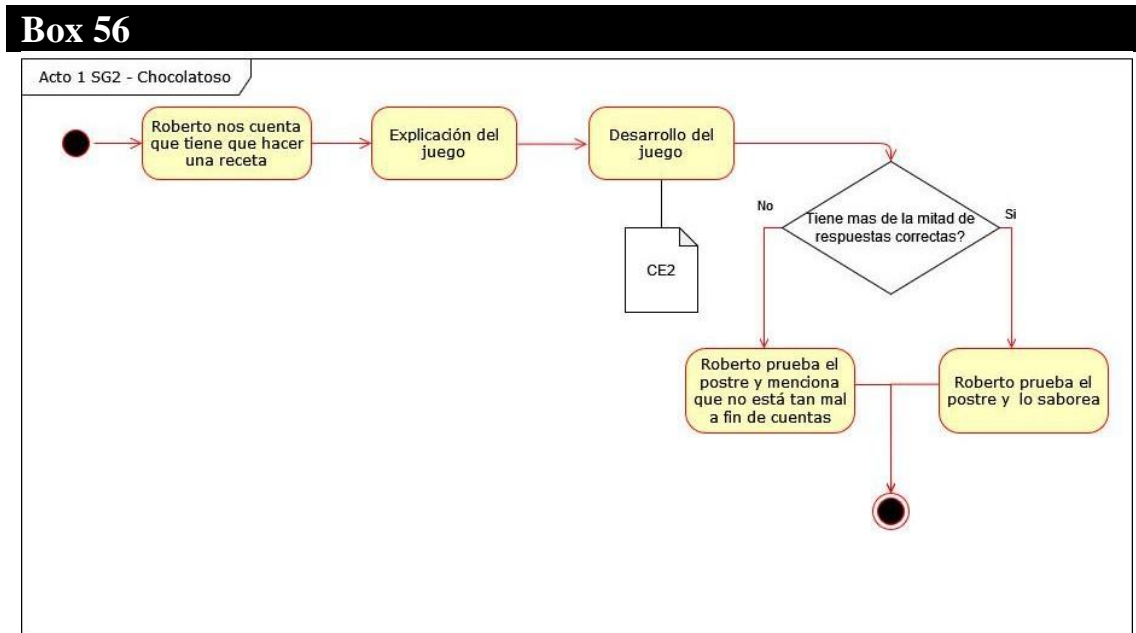 Box 56
Acto 1 SG2 - Chocolatoso
Roberto nos cuenta
que tiene que hacer
una receta
Explicación del
juego
Desarrollo del
juego
CE2
No
Tiene mas de la mitad de
respuestas correctas?
Si
Roberto prueba el
postre y menciona
que no está tan mal
a fin de cuentas
Roberto prueba el
postre y lo saborea